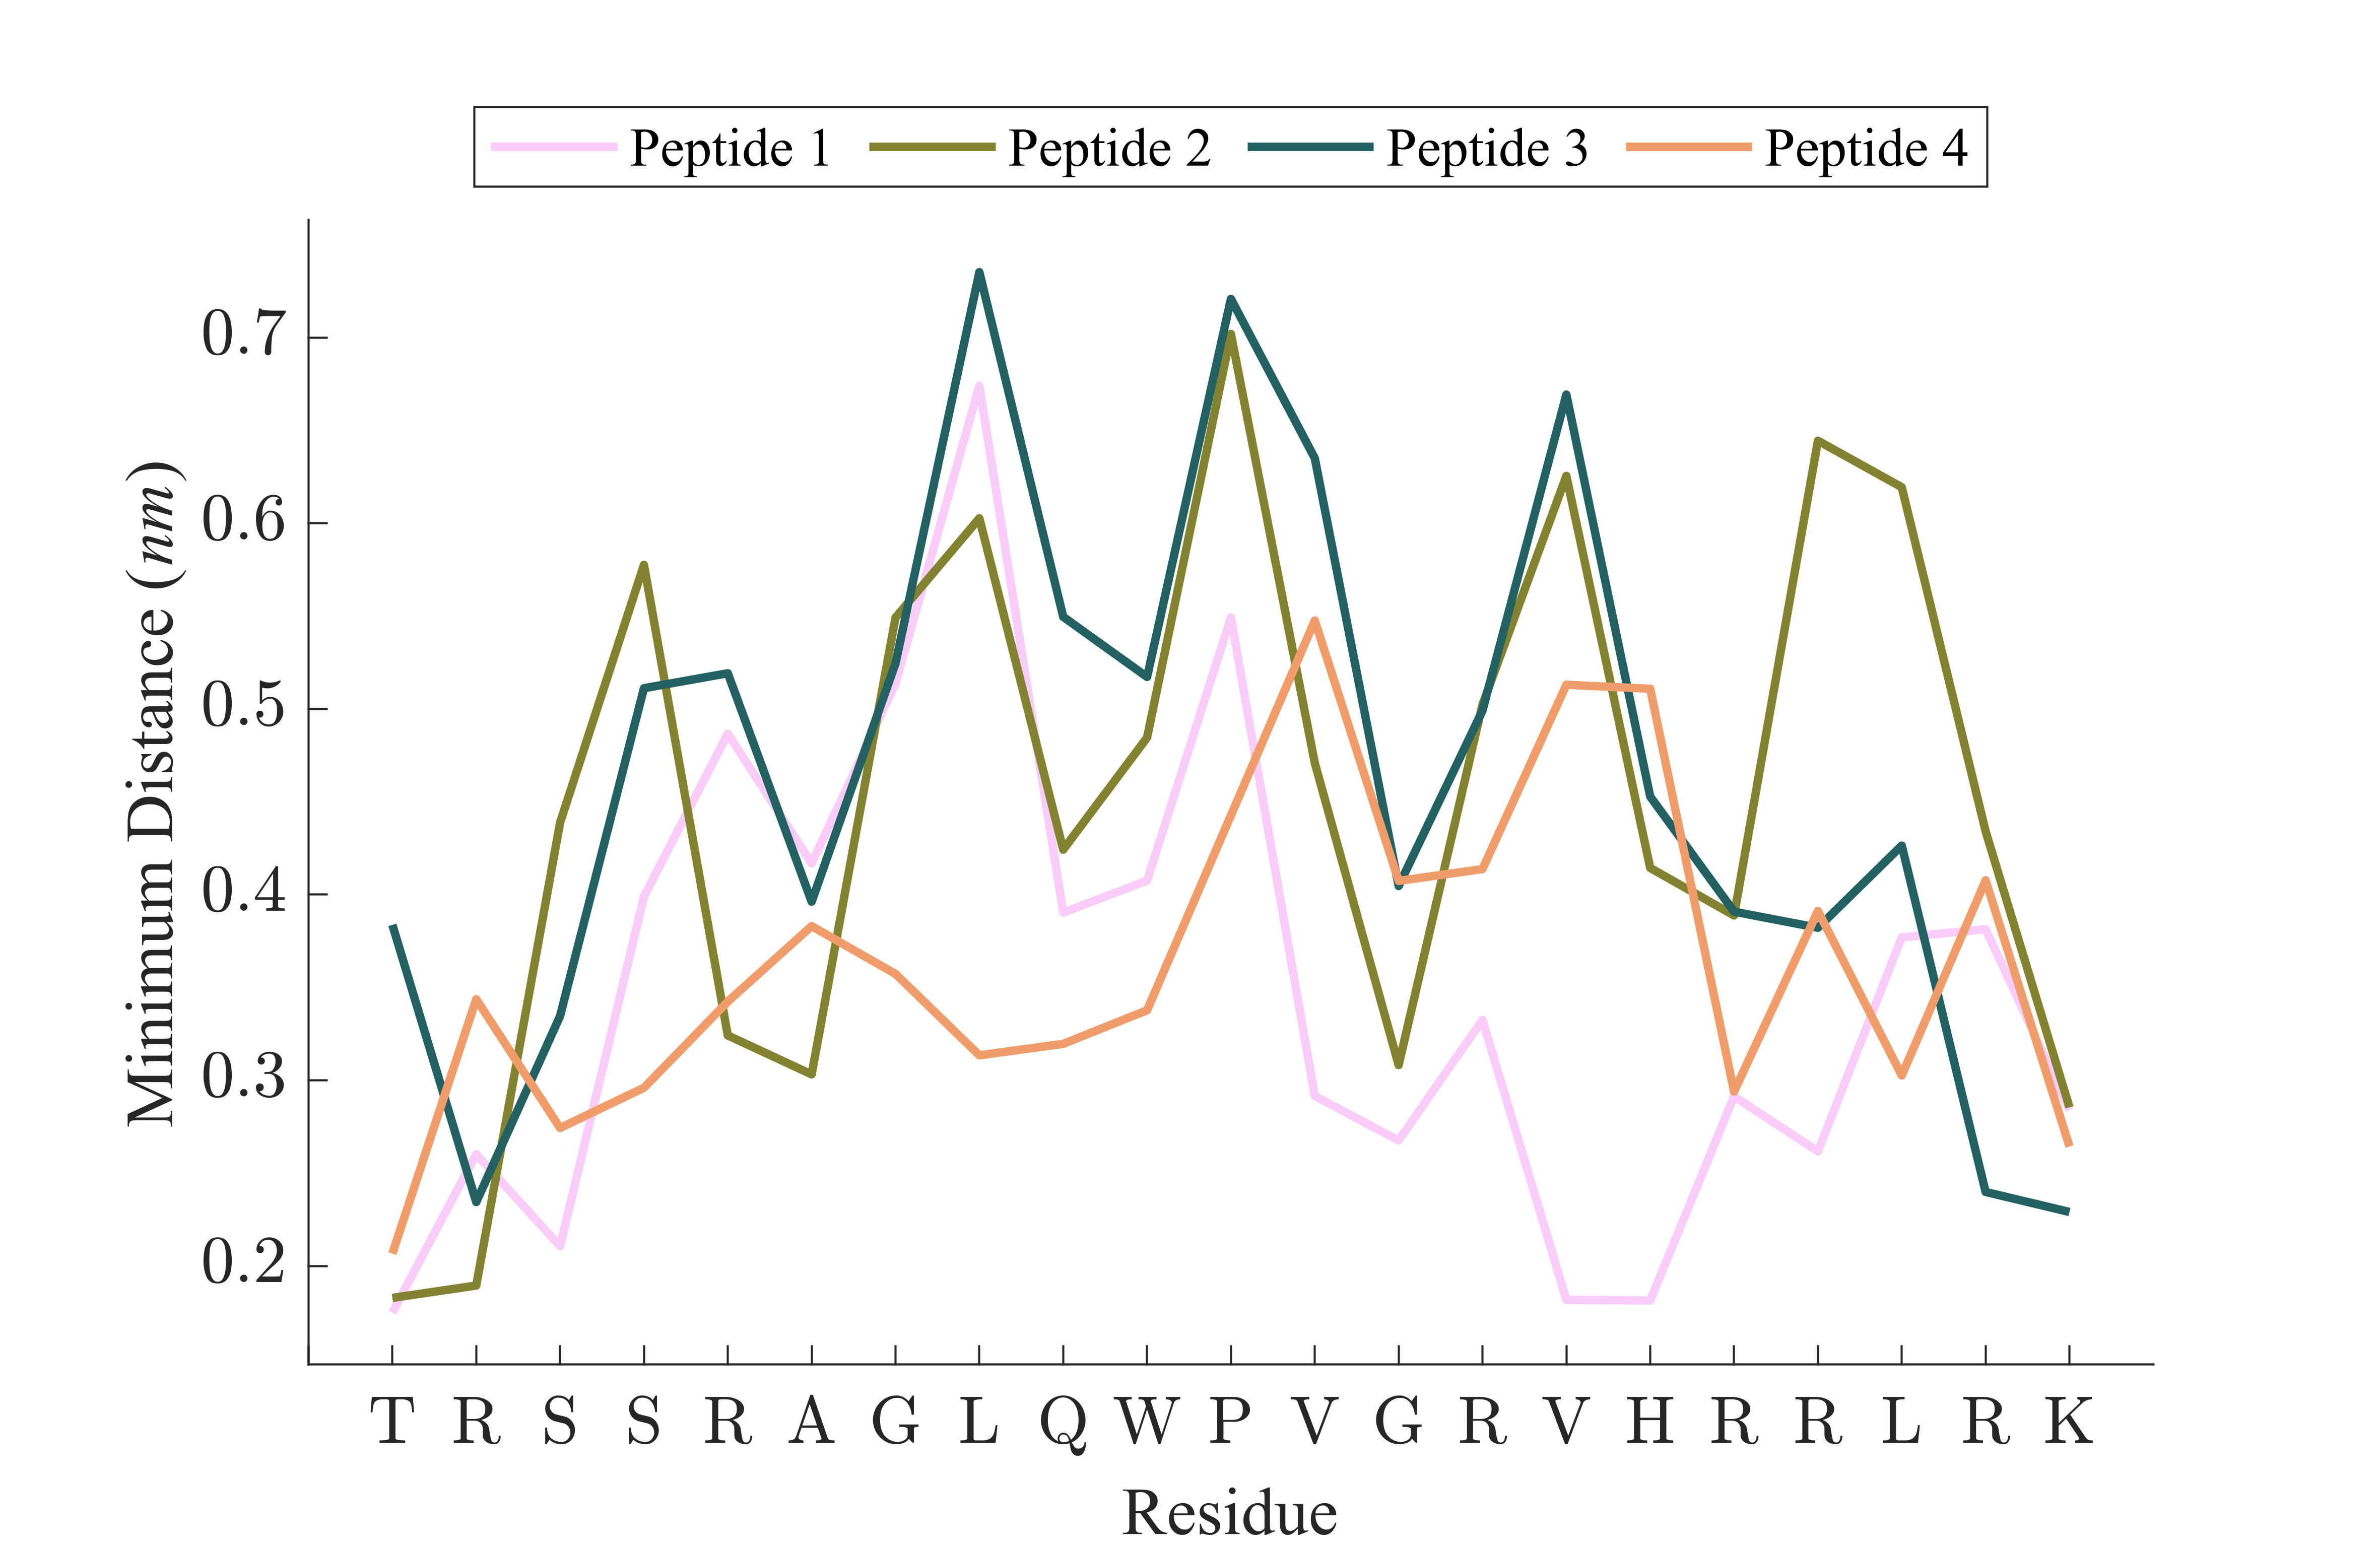 Peptide 1 Peptide 2 Peptide 3 Peptide 4
Minimum Distance (nm)
0.7
0.6
0.5
0.4
0.3
0.2
T R S S R A G L Q W P V G R V H R R L R K
Residue